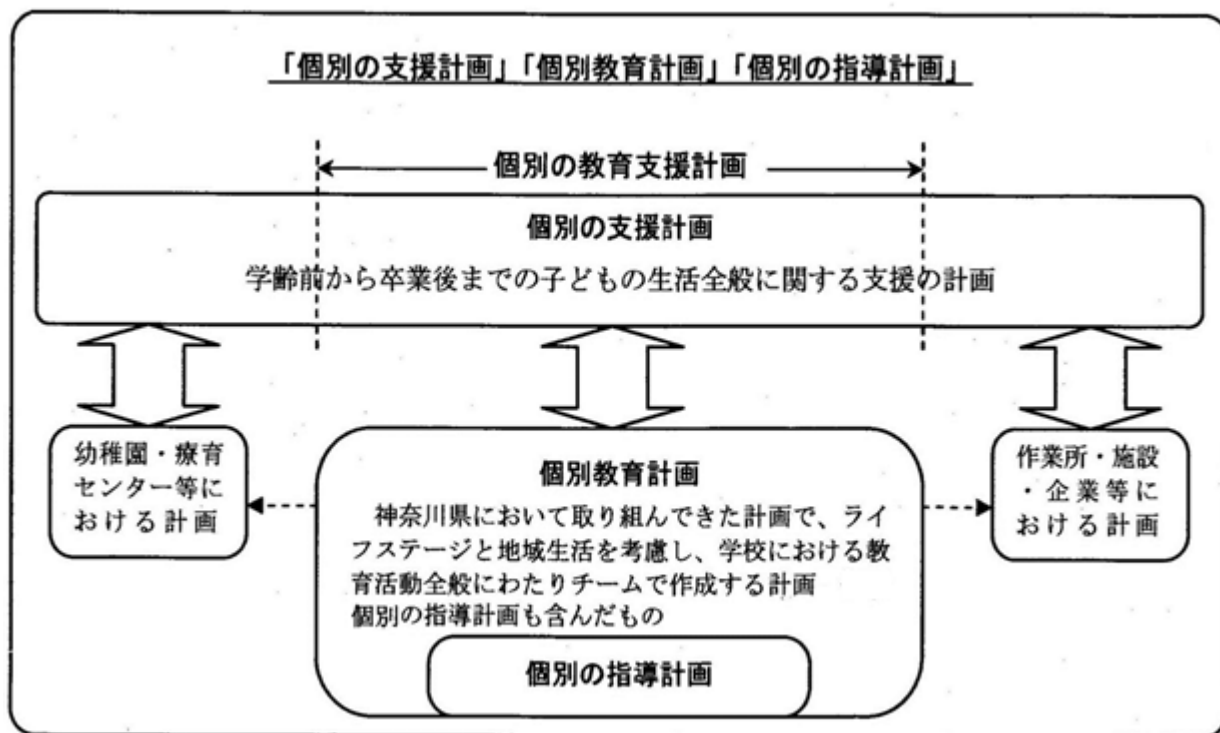 「個別の支援計画」「個別教育計画」「個別の指導計画」
個別の教育支援計画
個別の支援計画
学齢前から卒業後までの子どもの生活全般に関する支援の計画
幼稚園・療育
センター等に
おける計画
個別教育計画
神奈川県において取り組んできた計画で、ライ
フステージと地域生活を考慮し、学校における教
育活動全般にわたりチームで作成する計画
個別の指導計画も含んだもの
個別の指導計画
作業所・施設
・企業等に
おける計画